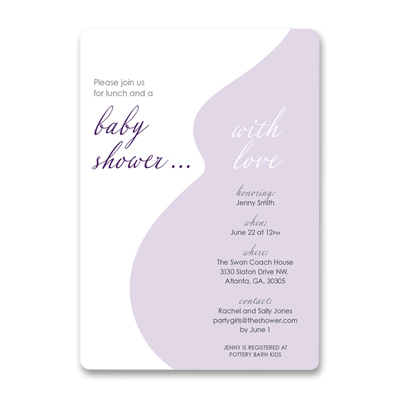 Please join us
for lunch and a
baby
shower...
with
love
honoring:
Jenny Smith
when:
June 22 at 12PM
where:
The Swan Coach House
3130 Slaton Drive NW,
Atlanta, GA, 30305
contact:
Rachel and Sally Jones
partygirls@theshower.com
by June 1
JENNY IS REGISTERED AT
POTTERY BARN KIDS